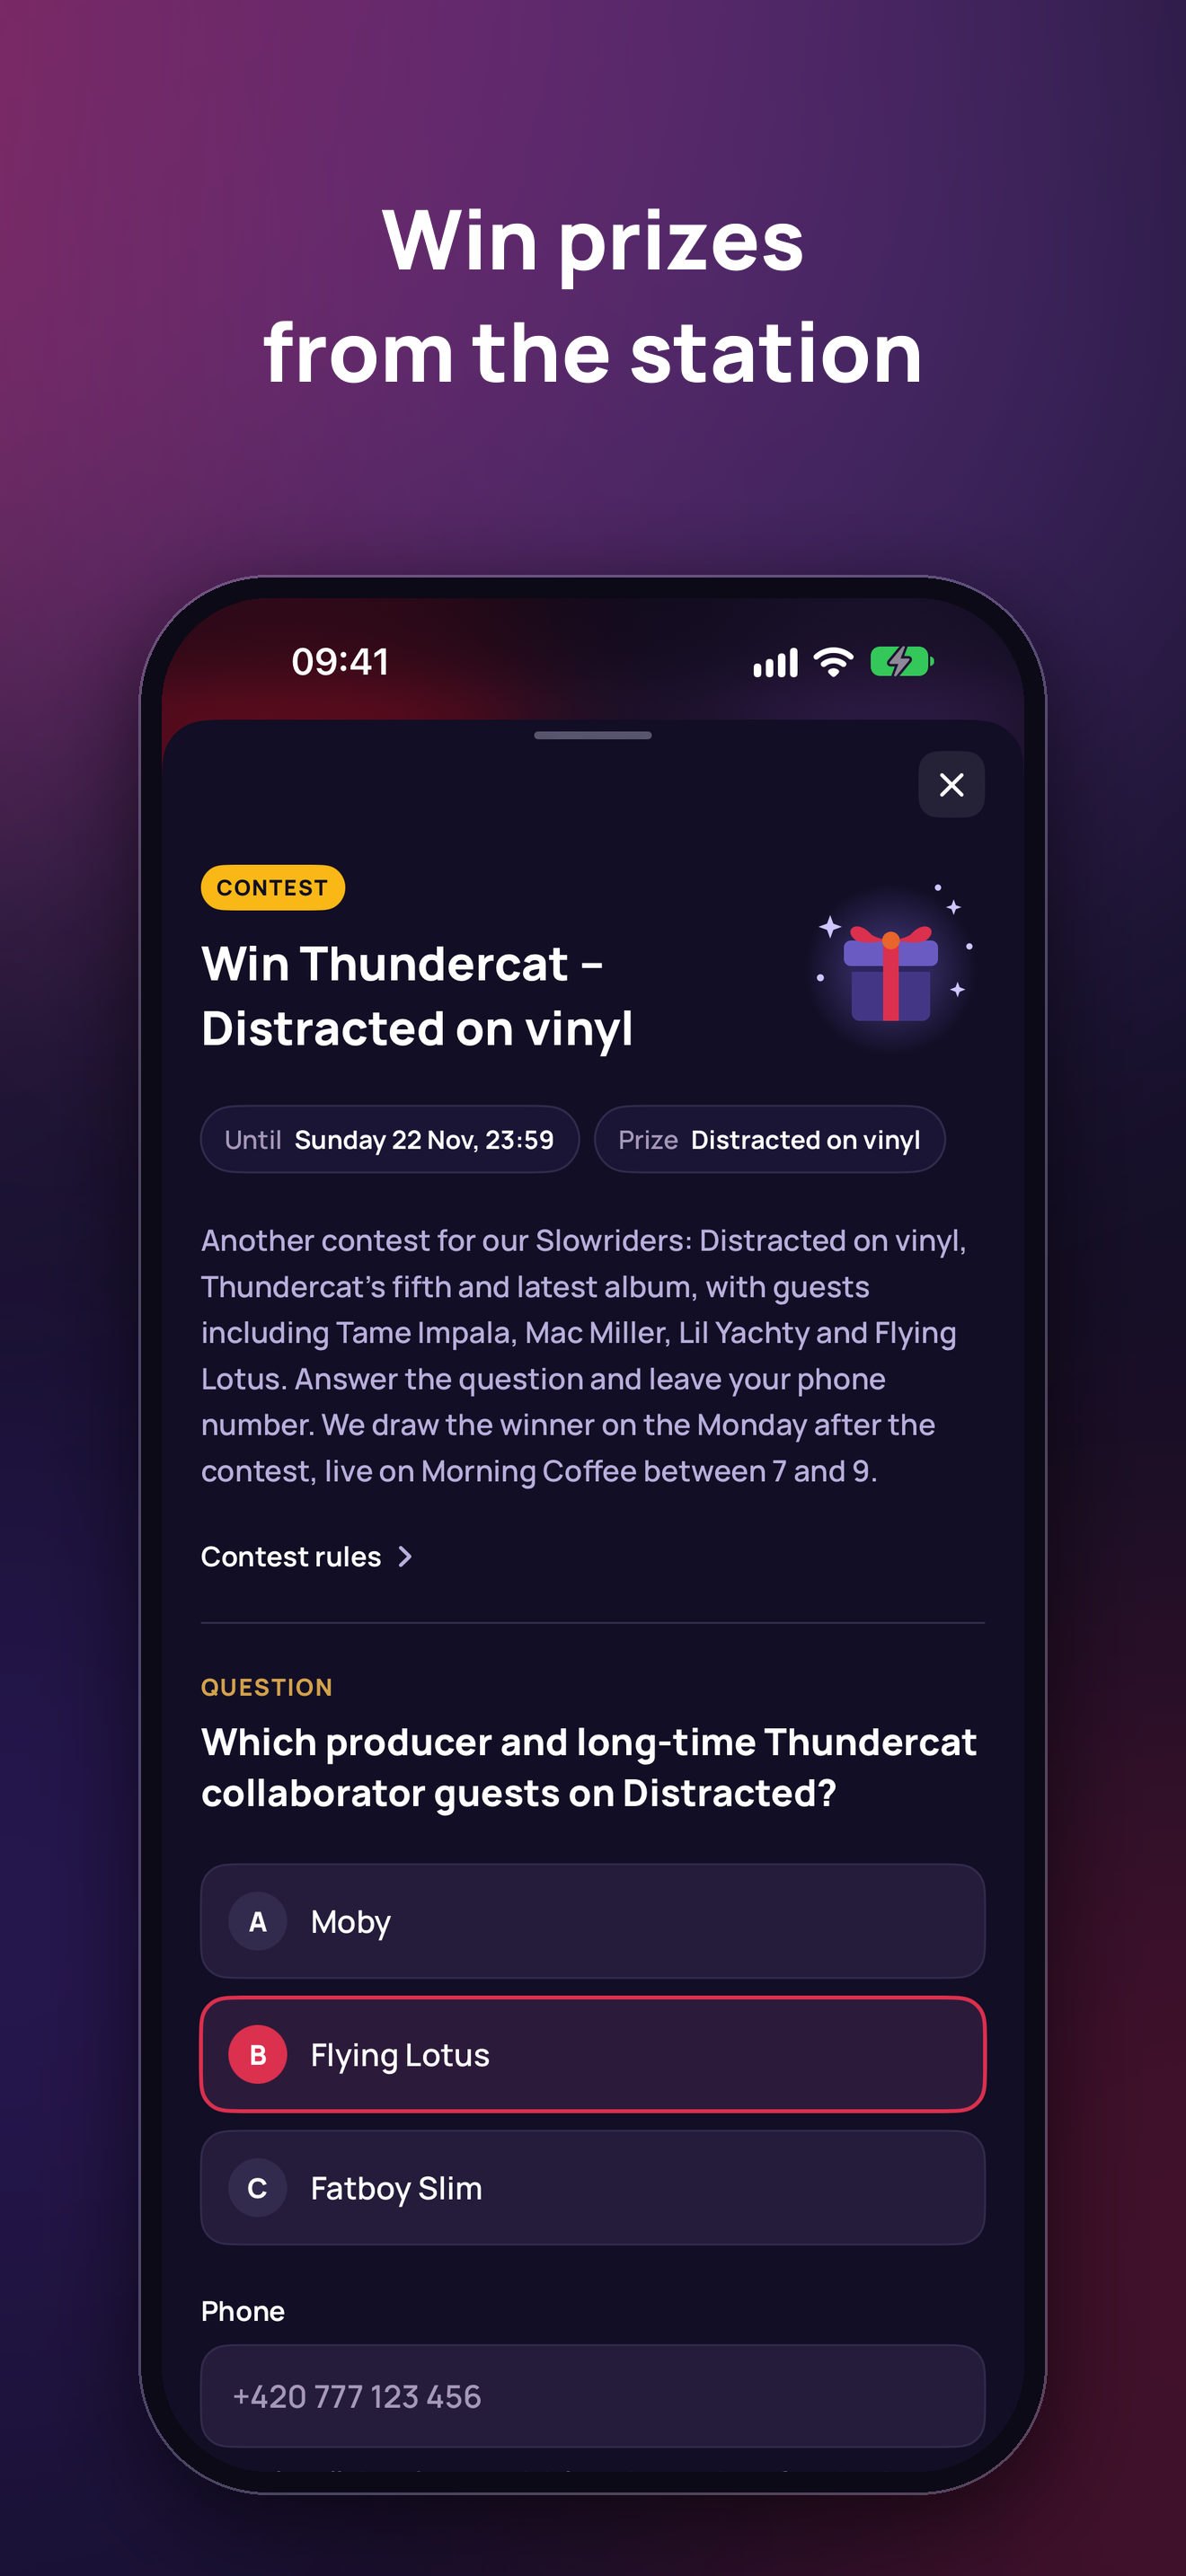 Win prizes
from the station
09:41
CONTEST
Win Thundercat –
Distracted on vinyl
Until Sunday 22 Nov, 23:59
Prize Distracted on vinyl
Another contest for our Slowriders: Distracted on vinyl,
Thundercat’s fifth and latest album, with guests
including Tame Impala, Mac Miller, Lil Yachty and Flying
Lotus. Answer the question and leave your phone
number. We draw the winner on the Monday after the
contest, live on Morning Coffee between 7 and 9.
Contest rules
QUESTION
Which producer and long-time Thundercat
collaborator guests on Distracted?
A Moby
B Flying Lotus
C Fatboy Slim
Phone
+420 777 123 456